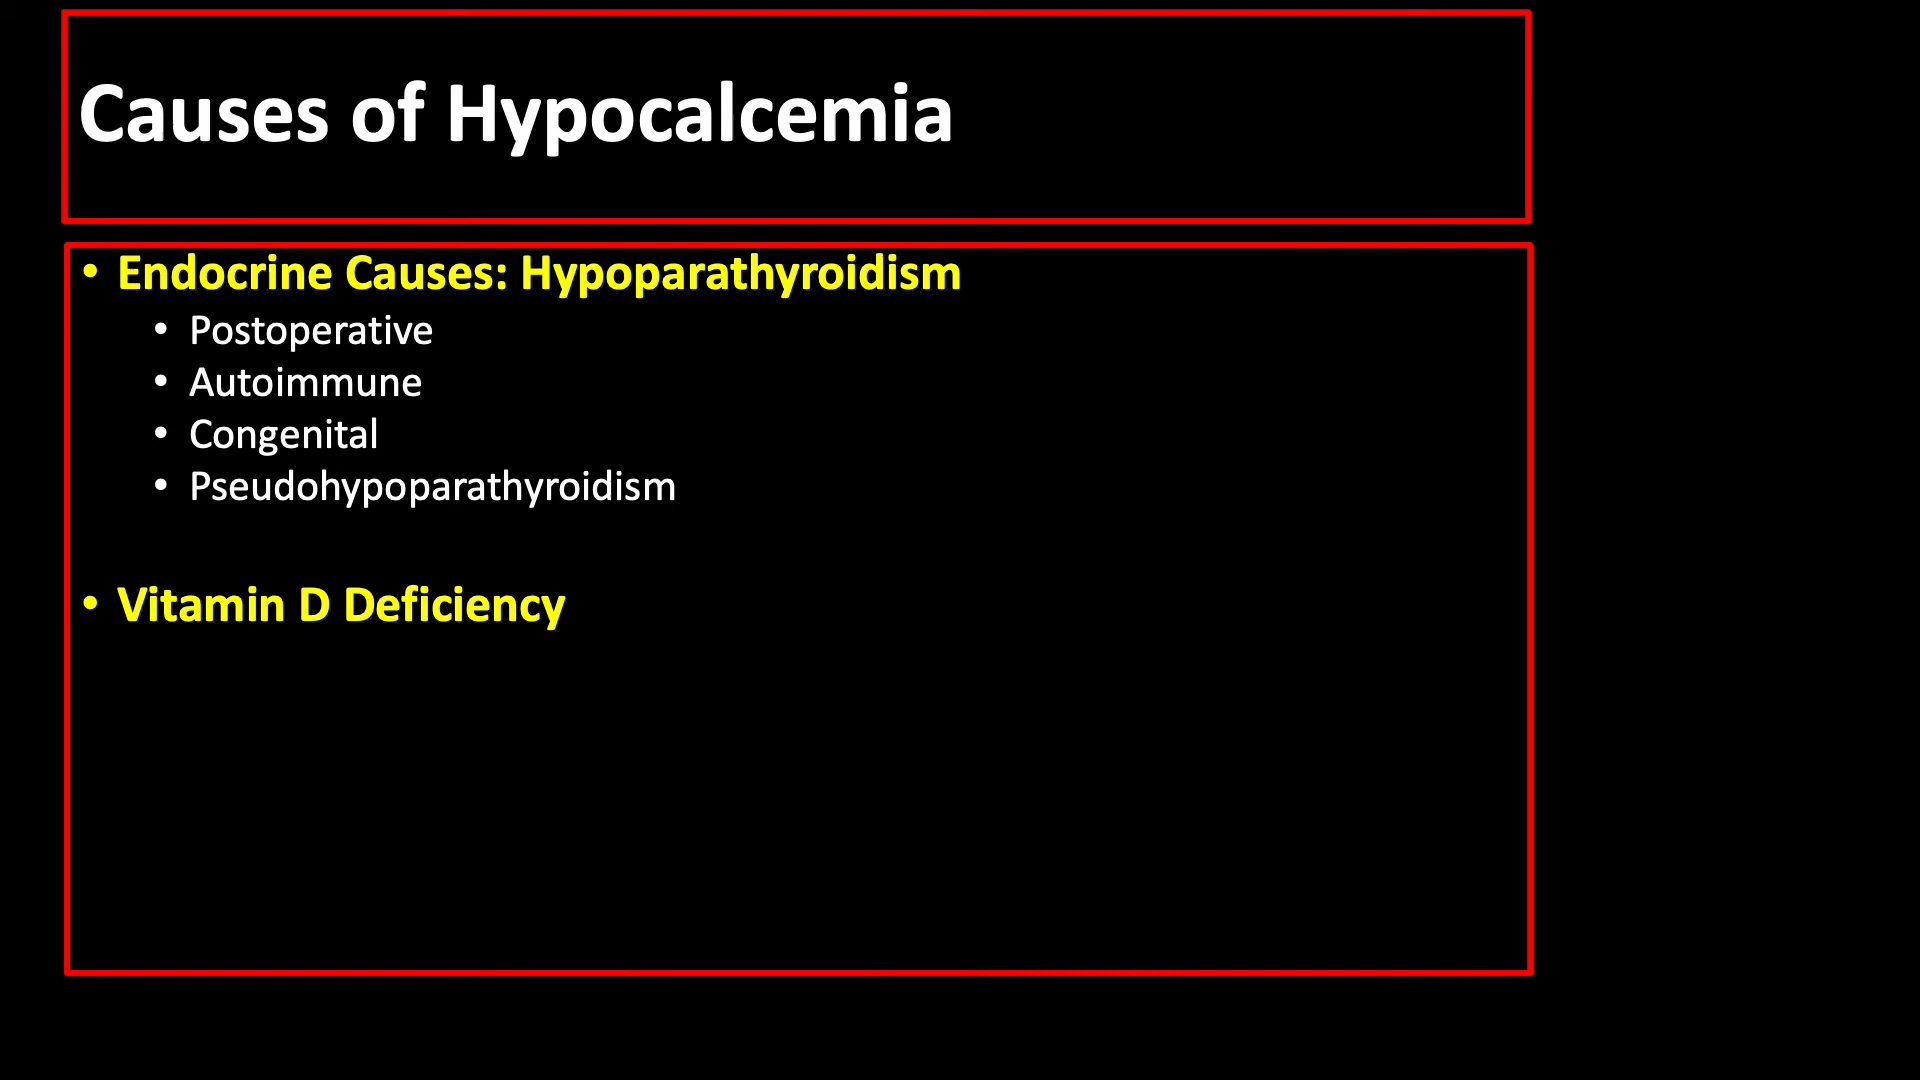 Causes of Hypocalcemia
• Endocrine Causes: Hypoparathyroidism
• Postoperative
• Autoimmune
• Congenital
• Pseudohypoparathyroidism
• Vitamin D Deficiency